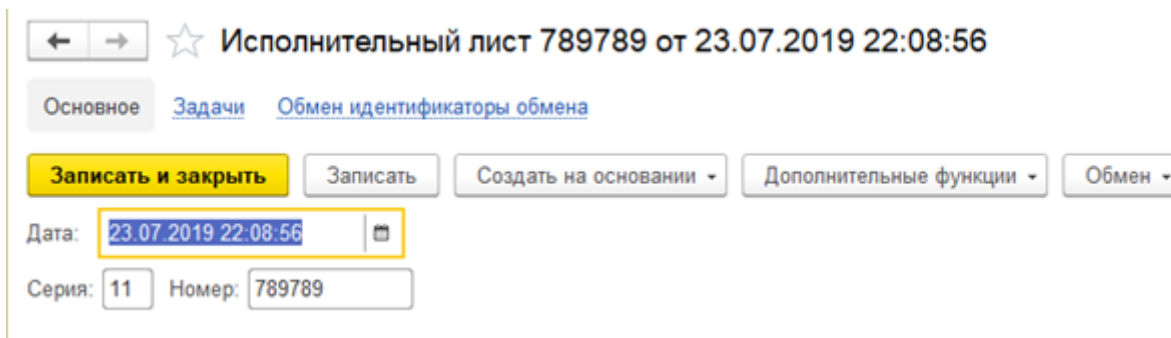 Исполнительный лист 789789 от 23.07.2019 22:08:56
Основное Задачи Обмен идентификаторы обмена
Записать и закрыть Записать Создать на основании Дополнительные функции Обмен
Дата: 23.07.2019 22:08:56
Серия: 11 Номер: 789789